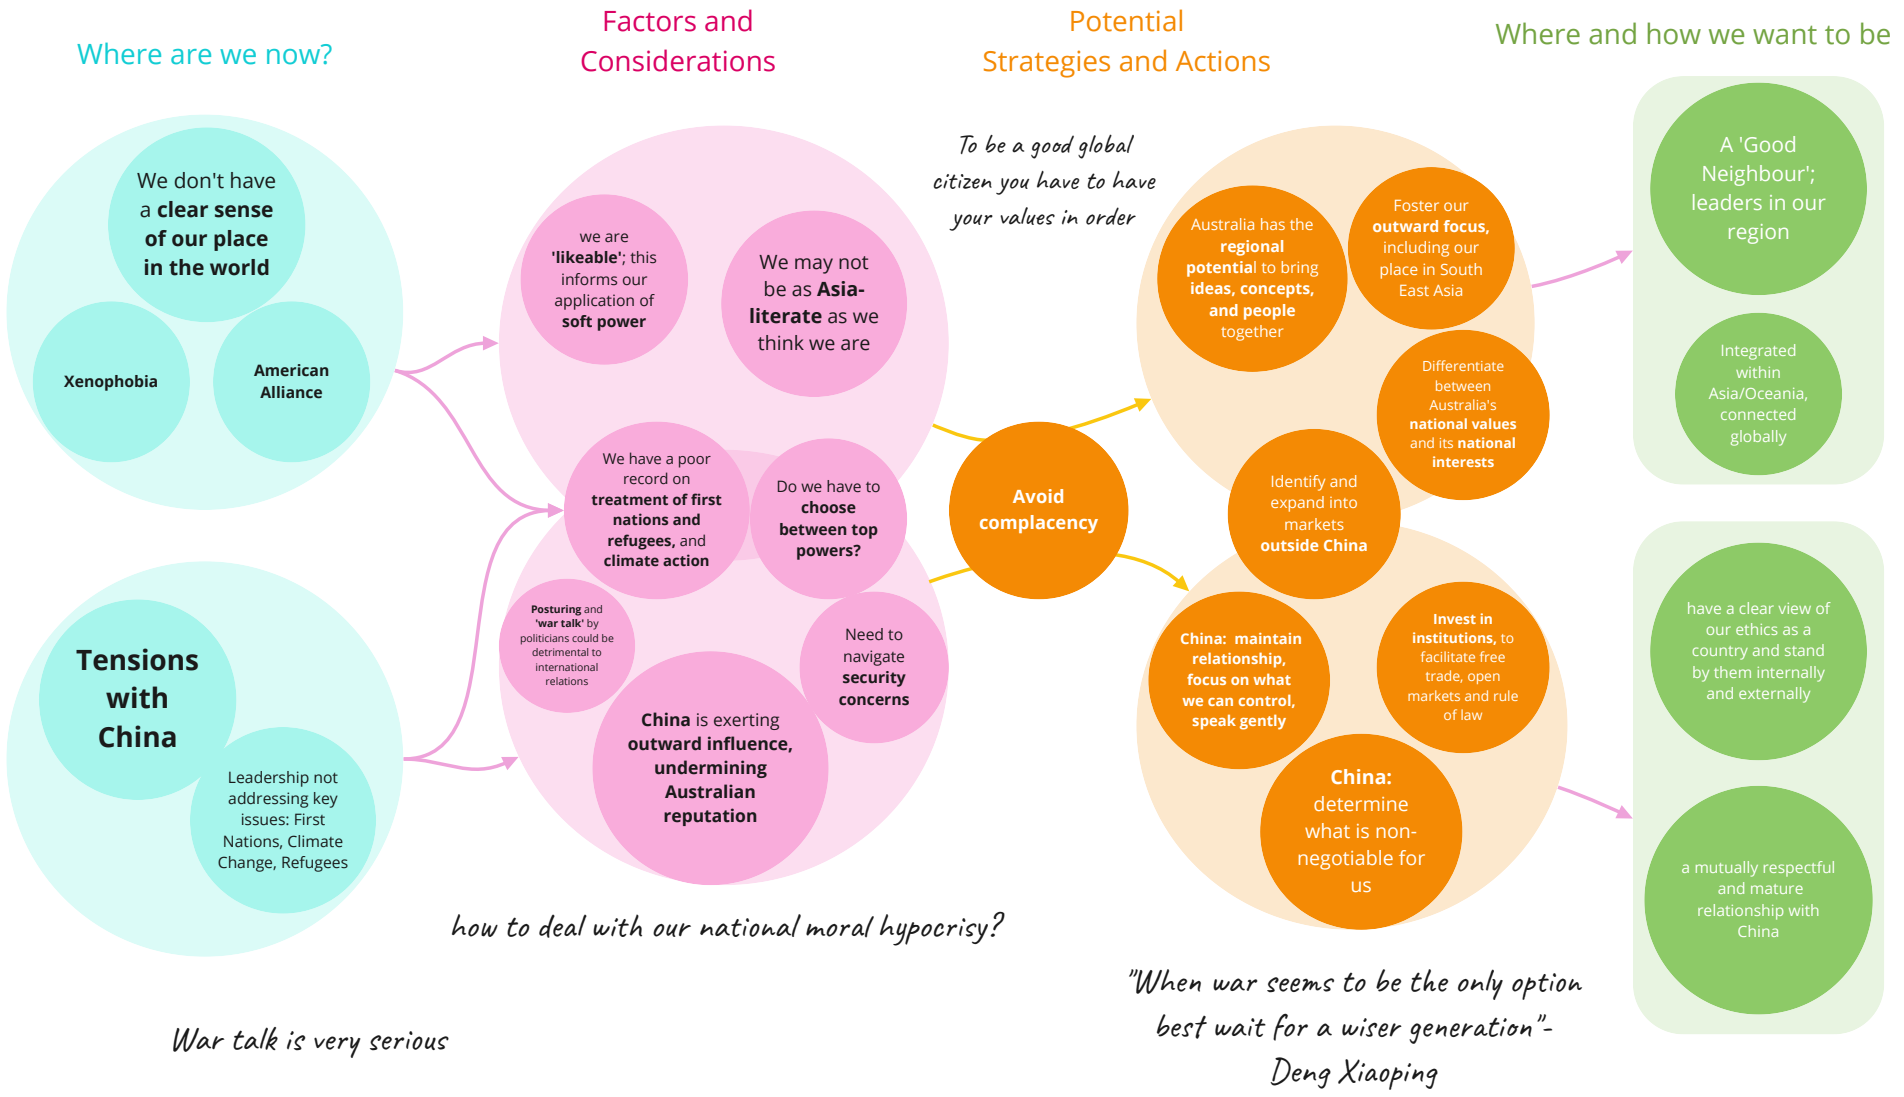 Where are we now?
Factors and
Considerations
Potential
Strategies and Actions
Where and how we want to be
We don't have
a clear sense
of our place
in the world
Xenophobia
American
Alliance
Tensions
with
China
Leadership not
addressing key
issues: First
Nations, Climate
Change, Refugees
War talk is very serious
we are
'likeable'; this
informs our
application of
soft power
We may not
be as Asia-
literate as we
think we are
We have a poor
record on
treatment of first
nations and
refugees, and
climate action
Do we have to
choose
between top
powers?
Posturing and
'war talk' by
politicians could be
detrimental to
international
relations
Need to
navigate
security
concerns
China is exerting
outward influence,
undermining
Australian
reputation
how to deal with our national moral hypocrisy?
To be a good global
citizen you have to have
your values in order
Avoid
complacency
Australia has the
regional
potential to bring
ideas, concepts,
and people
together
Foster our
outward focus,
including our
place in South
East Asia
Differentiate
between
Australia's
national values
and its national
interests
Identify and
expand into
markets
outside China
China:  maintain
relationship,
focus on what
we can control,
speak gently
Invest in
institutions, to
facilitate free
trade, open
markets and rule
of law
China:
determine
what is non-
negotiable for
us
"When war seems to be the only option
best wait for a wiser generation"-
Deng Xiaoping
A 'Good
Neighbour';
leaders in our
region
Integrated
within
Asia/Oceania,
connected
globally
have a clear view of
our ethics as a
country and stand
by them internally
and externally
a mutually respectful
and mature
relationship with
China